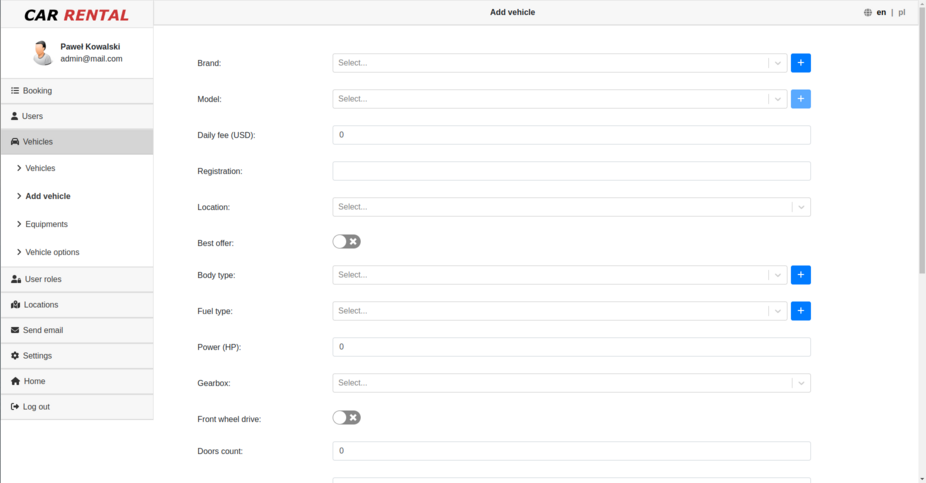 CAR RENTAL
Add vehicle
en | pl
Paweł Kowalski
admin@mail.com
Booking
Users
Vehicles
Vehicles
Add vehicle
Equipments
Vehicle options
User roles
Locations
Send email
Settings
Home
Log out
Brand:
Select...
Model:
Select...
Daily fee (USD):
0
Registration:
Location:
Select...
Best offer:
Body type:
Select...
Fuel type:
Select...
Power (HP):
0
Gearbox:
Select...
Front wheel drive:
Doors count:
0